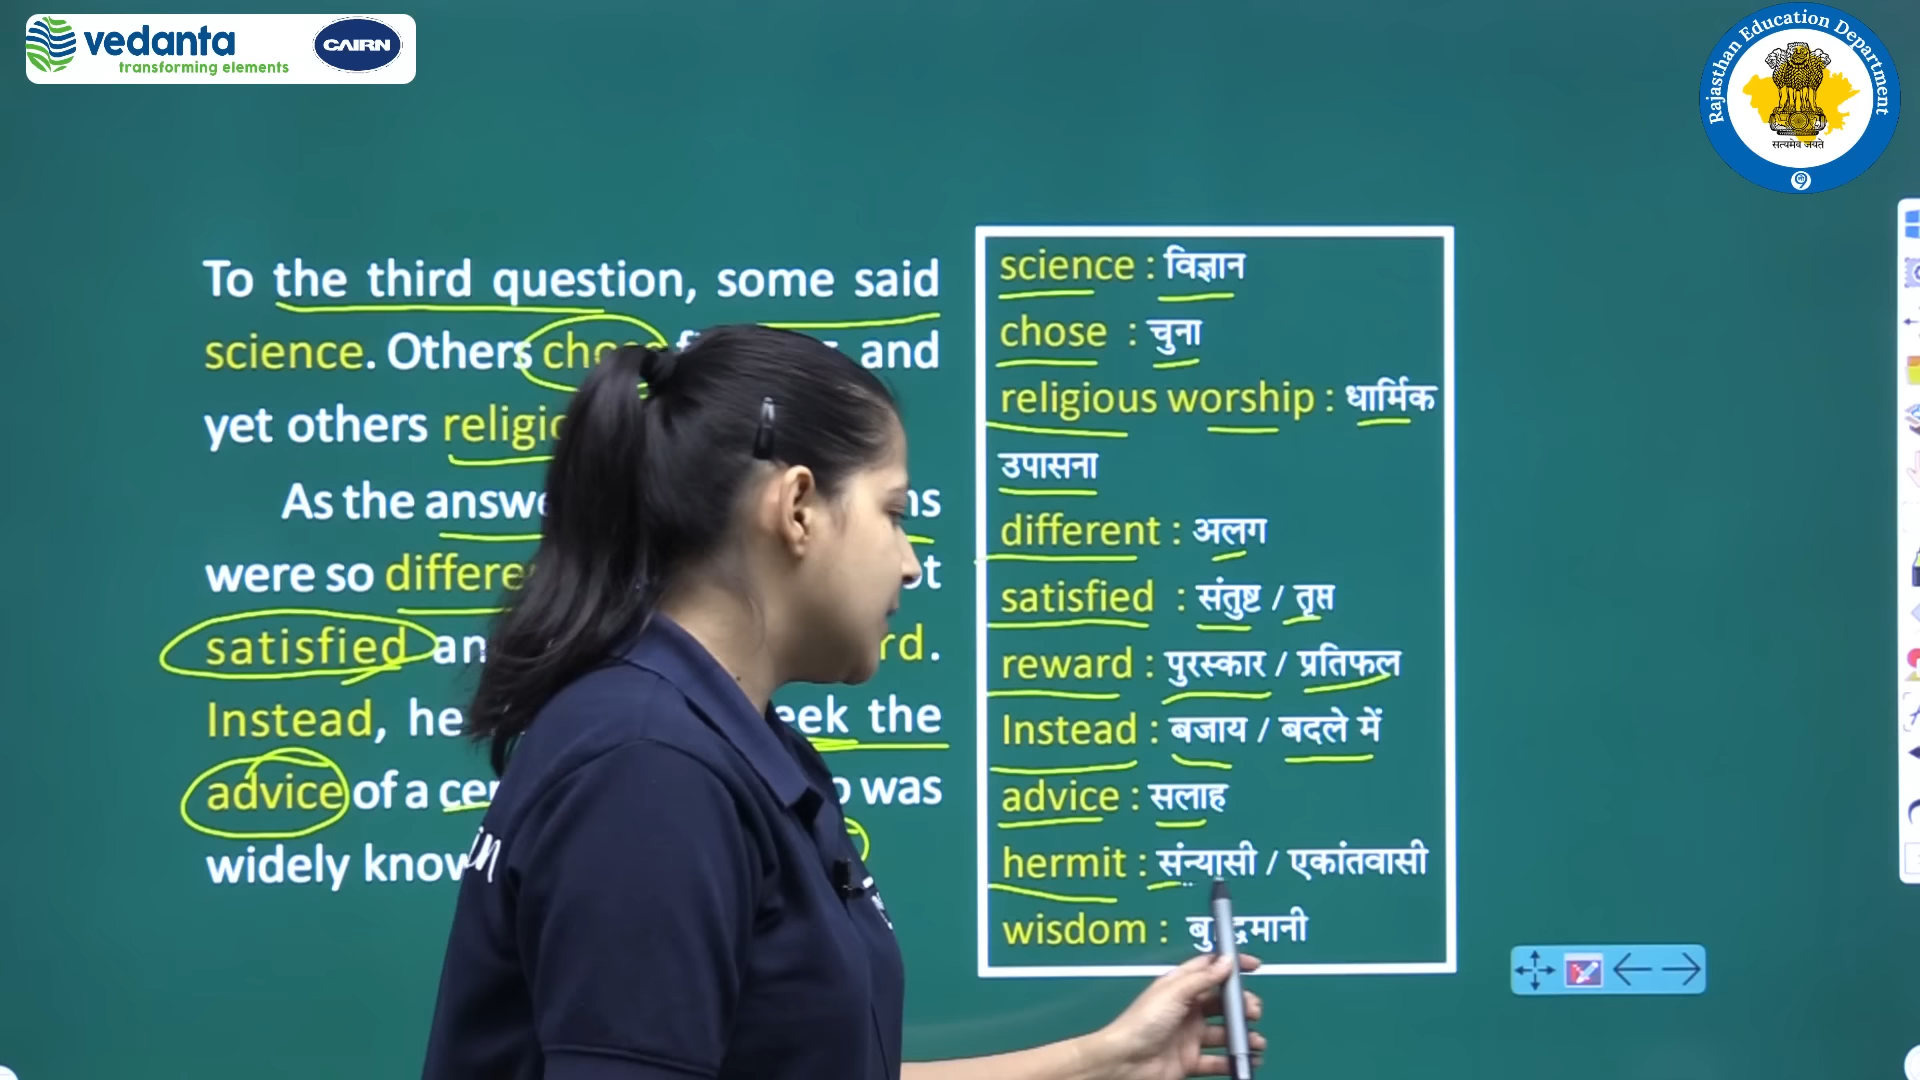 vedanta
transforming elements
CAIRN
Rajasthan Education Department
सत्यमेव जयते
To the third question, some said
science. Others and
yet others
As the
were so
satisfied
Instead, he the
advice of a was
widely
science : विज्ञान
chose : चुना
religious worship : धार्मिक
उपासना
different : अलग
satisfied : संतुष्ट / तृप्त
reward : पुरस्कार / प्रतिफल
Instead : बजाय / बदले में
advice : सलाह
hermit : संन्यासी / एकांतवासी
wisdom :